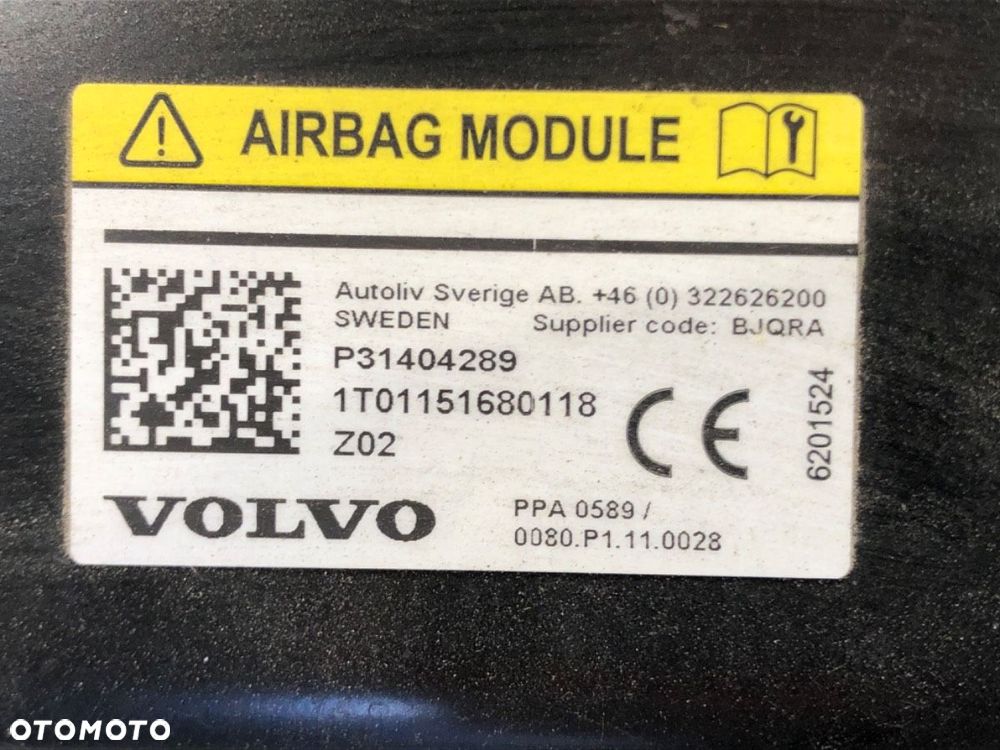 AIRBAG MODULE
Autoliv Sverige AB. +46 (0) 322626200
SWEDEN Supplier code: BJQRA
P31404289
1T01151680118
Z02
CE
6201524
VOLVO
PPA 0589 /
0080.P1.11.0028
OTOMOTO